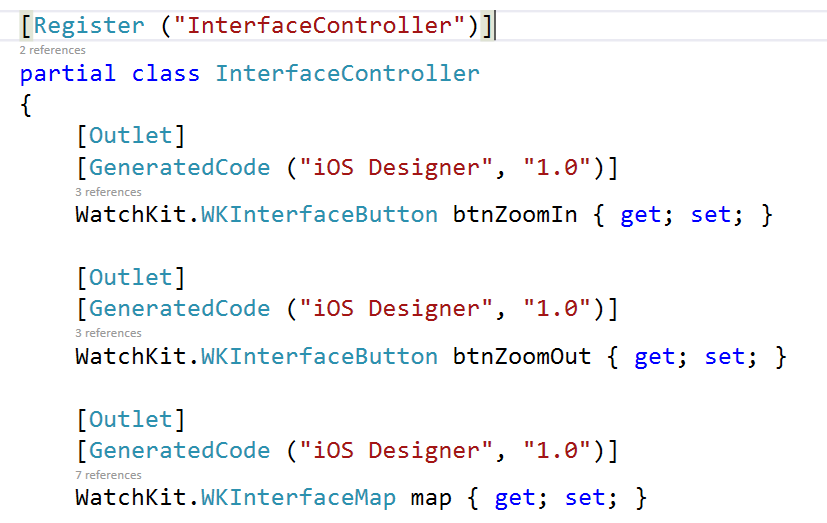 [Register ("InterfaceController")]
2 references
partial class InterfaceController
{
[Outlet]
[GeneratedCode ("iOS Designer", "1.0")]
3 references
WatchKit.WKInterfaceButton btnZoomIn { get; set; }
[Outlet]
[GeneratedCode ("iOS Designer", "1.0")]
3 references
WatchKit.WKInterfaceButton btnZoomOut { get; set; }
[Outlet]
[GeneratedCode ("iOS Designer", "1.0")]
7 references
WatchKit.WKInterfaceMap map { get; set; }